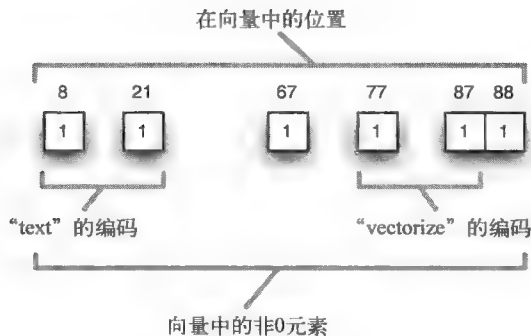 在向量中的位置
8 21 67 77 87 88
1 1 1 1 1 1
“text”的编码 “vectorize”的编码
向量中的非0元素